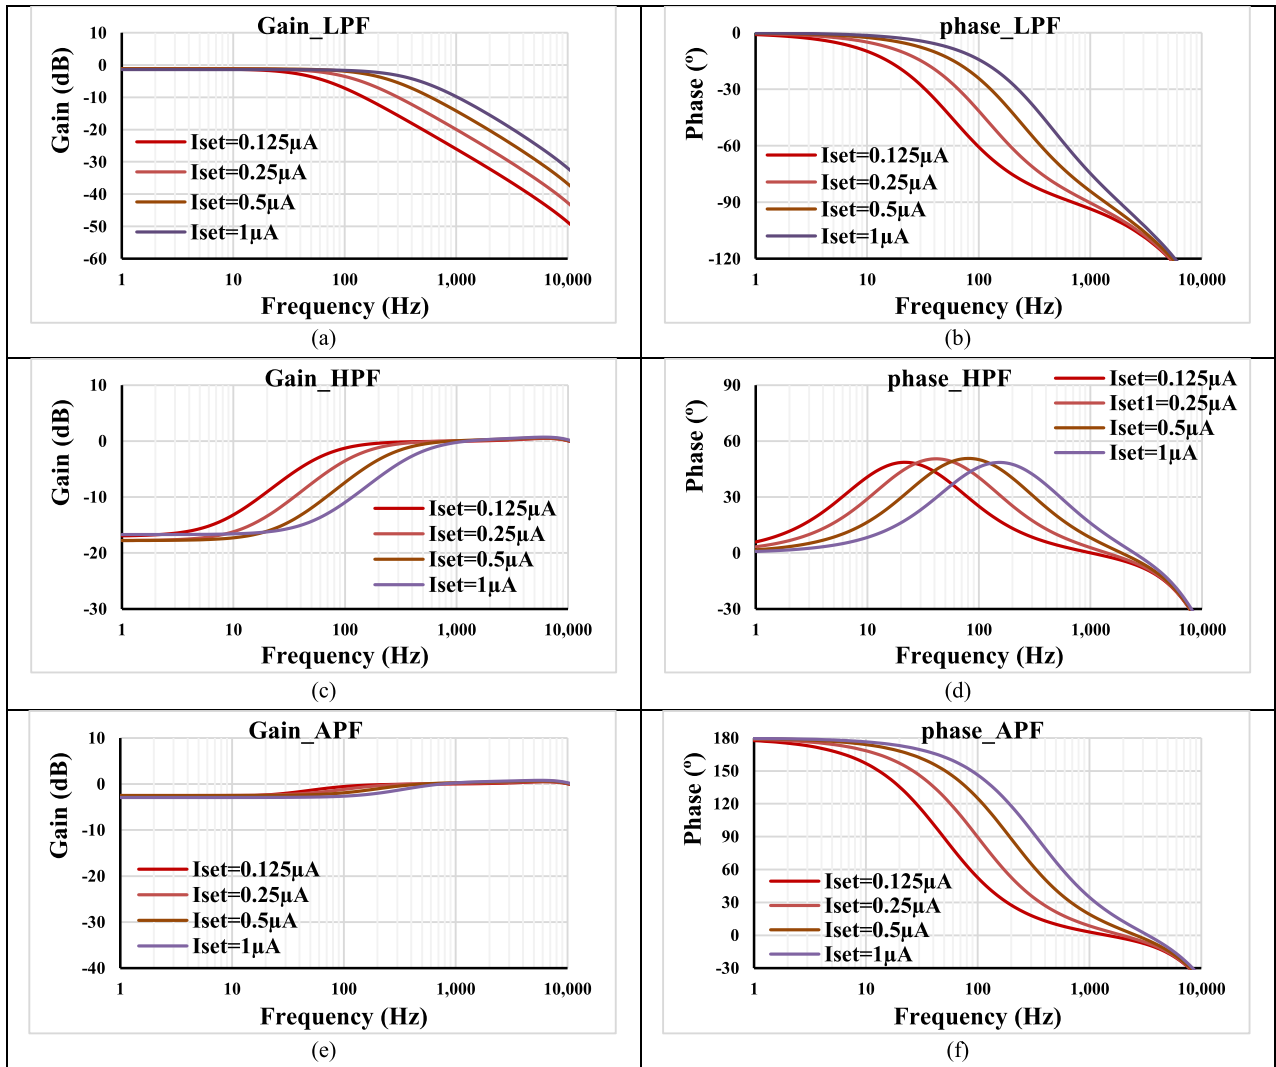 Gain_LPF
10
0
-10
-20
-30
-40
-50
-60
Gain (dB)
Iset=0.125µA
Iset=0.25µA
Iset=0.5µA
Iset=1µA
1 10 100 1,000 10,000
Frequency (Hz)
(a)
phase_LPF
0
-30
-60
-90
-120
Phase (º)
Iset=0.125µA
Iset=0.25µA
Iset=0.5µA
Iset=1µA
1 10 100 1,000 10,000
Frequency (Hz)
(b)
Gain_HPF
10
0
-10
-20
-30
Gain (dB)
Iset=0.125µA
Iset=0.25µA
Iset=0.5µA
Iset=1µA
1 10 100 1,000 10,000
Frequency (Hz)
(c)
phase_HPF
90
60
30
0
-30
Phase (º)
Iset=0.125µA
Iset1=0.25µA
Iset=0.5µA
Iset=1µA
1 10 100 1,000 10,000
Frequency (Hz)
(d)
Gain_APF
10
0
-10
-20
-30
-40
Gain (dB)
Iset=0.125µA
Iset=0.25µA
Iset=0.5µA
Iset=1µA
1 10 100 1,000 10,000
Frequency (Hz)
(e)
phase_APF
180
150
120
90
60
30
0
-30
Phase (º)
Iset=0.125µA
Iset=0.25µA
Iset=0.5µA
Iset=1µA
1 10 100 1,000 10,000
Frequency (Hz)
(f)